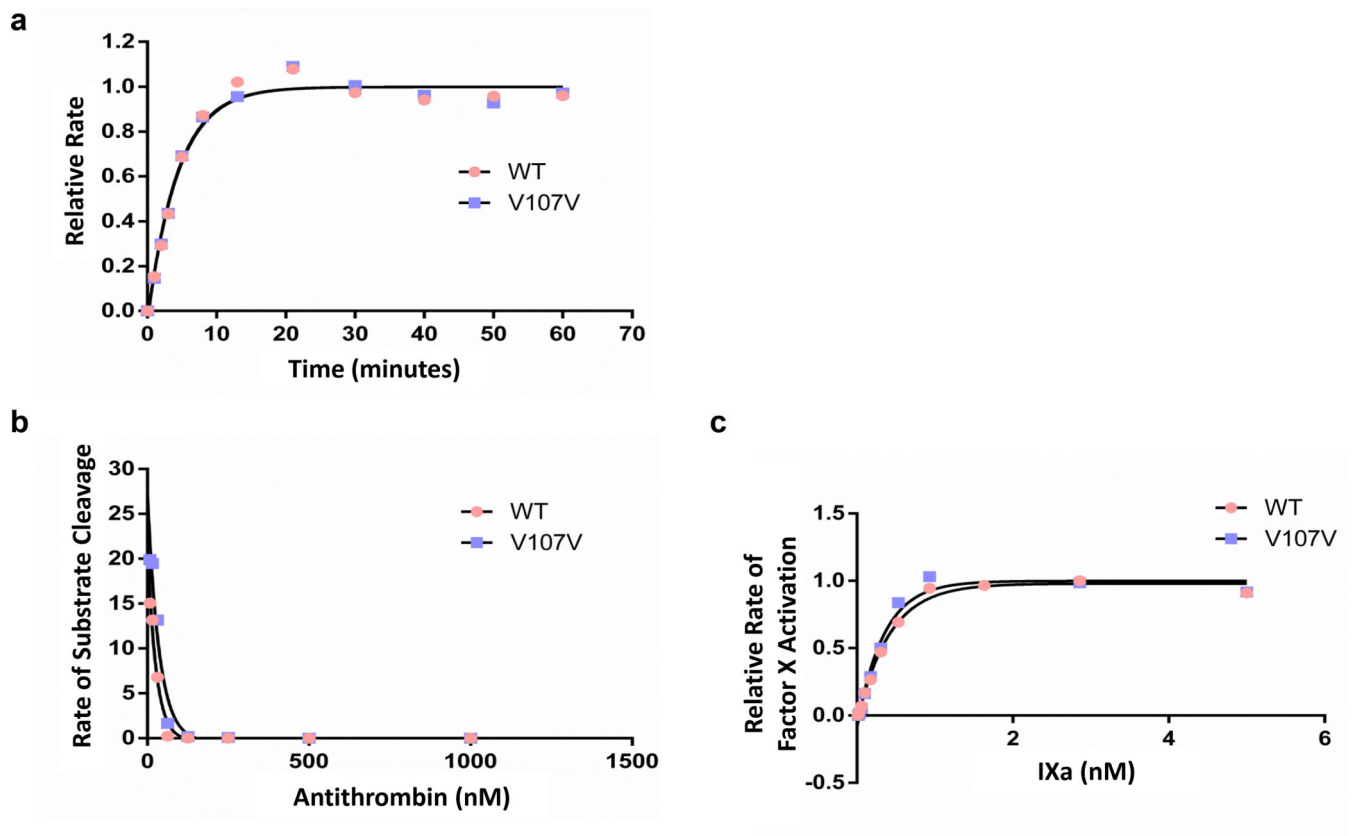 a
1.2
1.0
0.8
0.6
0.4
0.2
0.0
Relative Rate
WT
V107V
0 10 20 30 40 50 60 70
Time (minutes)
b
30
25
20
15
10
5
0
Rate of Substrate Cleavage
WT
V107V
0 500 1000 1500
Antithrombin (nM)
c
1.5
1.0
0.5
0.0
-0.5
Relative Rate of
Factor X Activation
WT
V107V
2 4 6
IXa (nM)